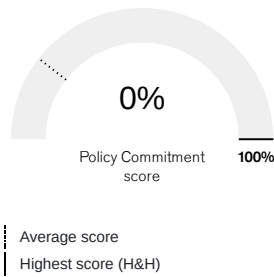 0%
Policy Commitment
score
100%
Average score
Highest score (H&H)